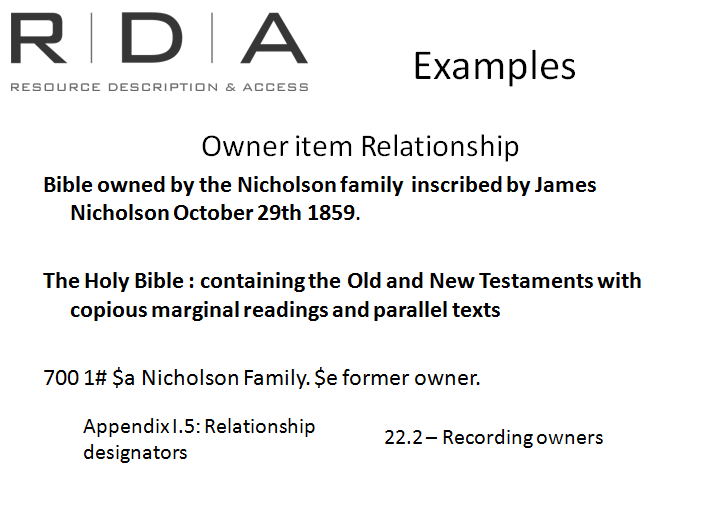 R | D | A
RESOURCE DESCRIPTION & ACCESS
Examples
Owner item Relationship
Bible owned by the Nicholson family inscribed by James
Nicholson October 29th 1859.
The Holy Bible : containing the Old and New Testaments with
copious marginal readings and parallel texts
700 1# $a Nicholson Family. $e former owner.
Appendix I.5: Relationship
designators
22.2 – Recording owners